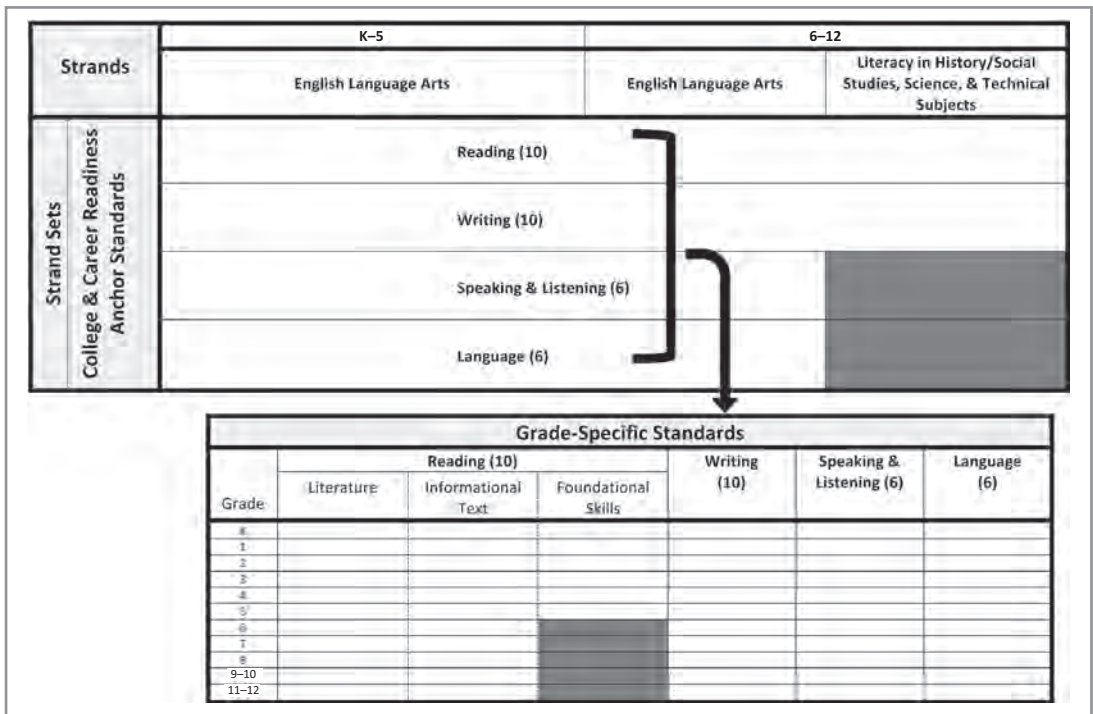 K–5
6–12
Strands
English Language Arts
English Language Arts
Literacy in History/Social
Studies, Science, & Technical
Subjects
Strand Sets
College & Career Readiness
Anchor Standards
Reading (10)
Writing (10)
Speaking & Listening (6)
Language (6)
Grade-Specific Standards
Reading (10)
Writing
(10)
Speaking &
Listening (6)
Language
(6)
Grade
Literature
Informational
Text
Foundational
Skills
K
1
2
3
4
5
6
7
8
9–10
11–12